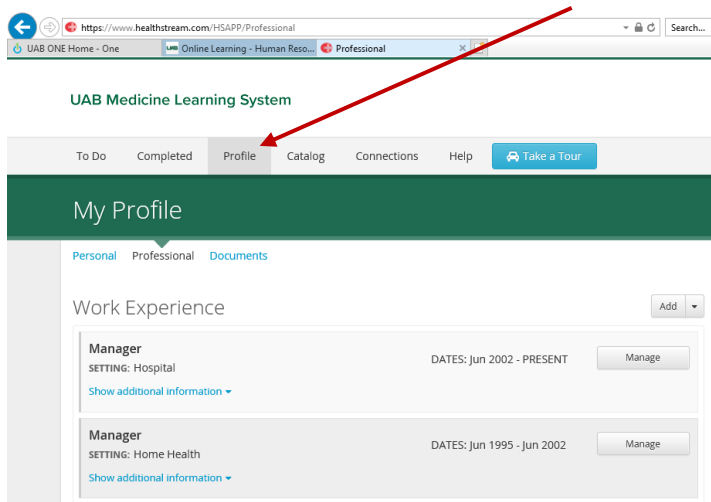 https://www.healthstream.com/HSAPP/Professional
Search...
UAB ONE Home - One
UAB Online Learning - Human Reso...
Professional
UAB Medicine Learning System
To Do Completed Profile Catalog Connections Help Take a Tour
My Profile
Personal Professional Documents
Work Experience
Add
Manager
SETTING: Hospital
DATES: Jun 2002 - PRESENT
Manage
Show additional information
Manager
SETTING: Home Health
DATES: Jun 1995 - Jun 2002
Manage
Show additional information